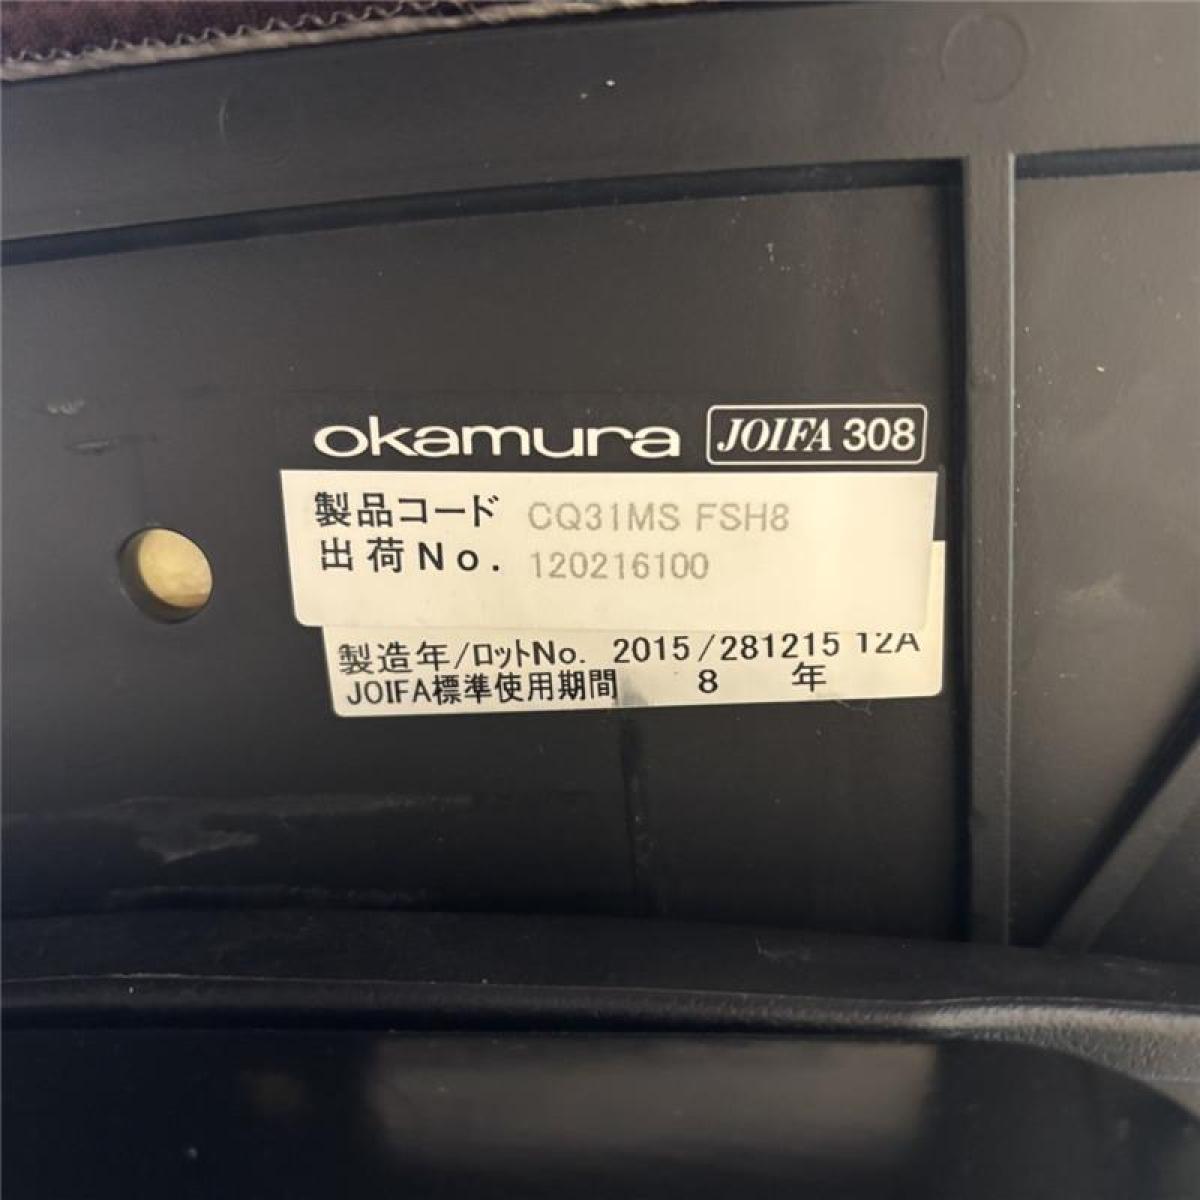 okamura JOIFA 308
製品コード CQ31MS FSH8
出荷No. 120216100
製造年/ロットNo. 2015/281215 12A
JOIFA標準使用期間 8 年